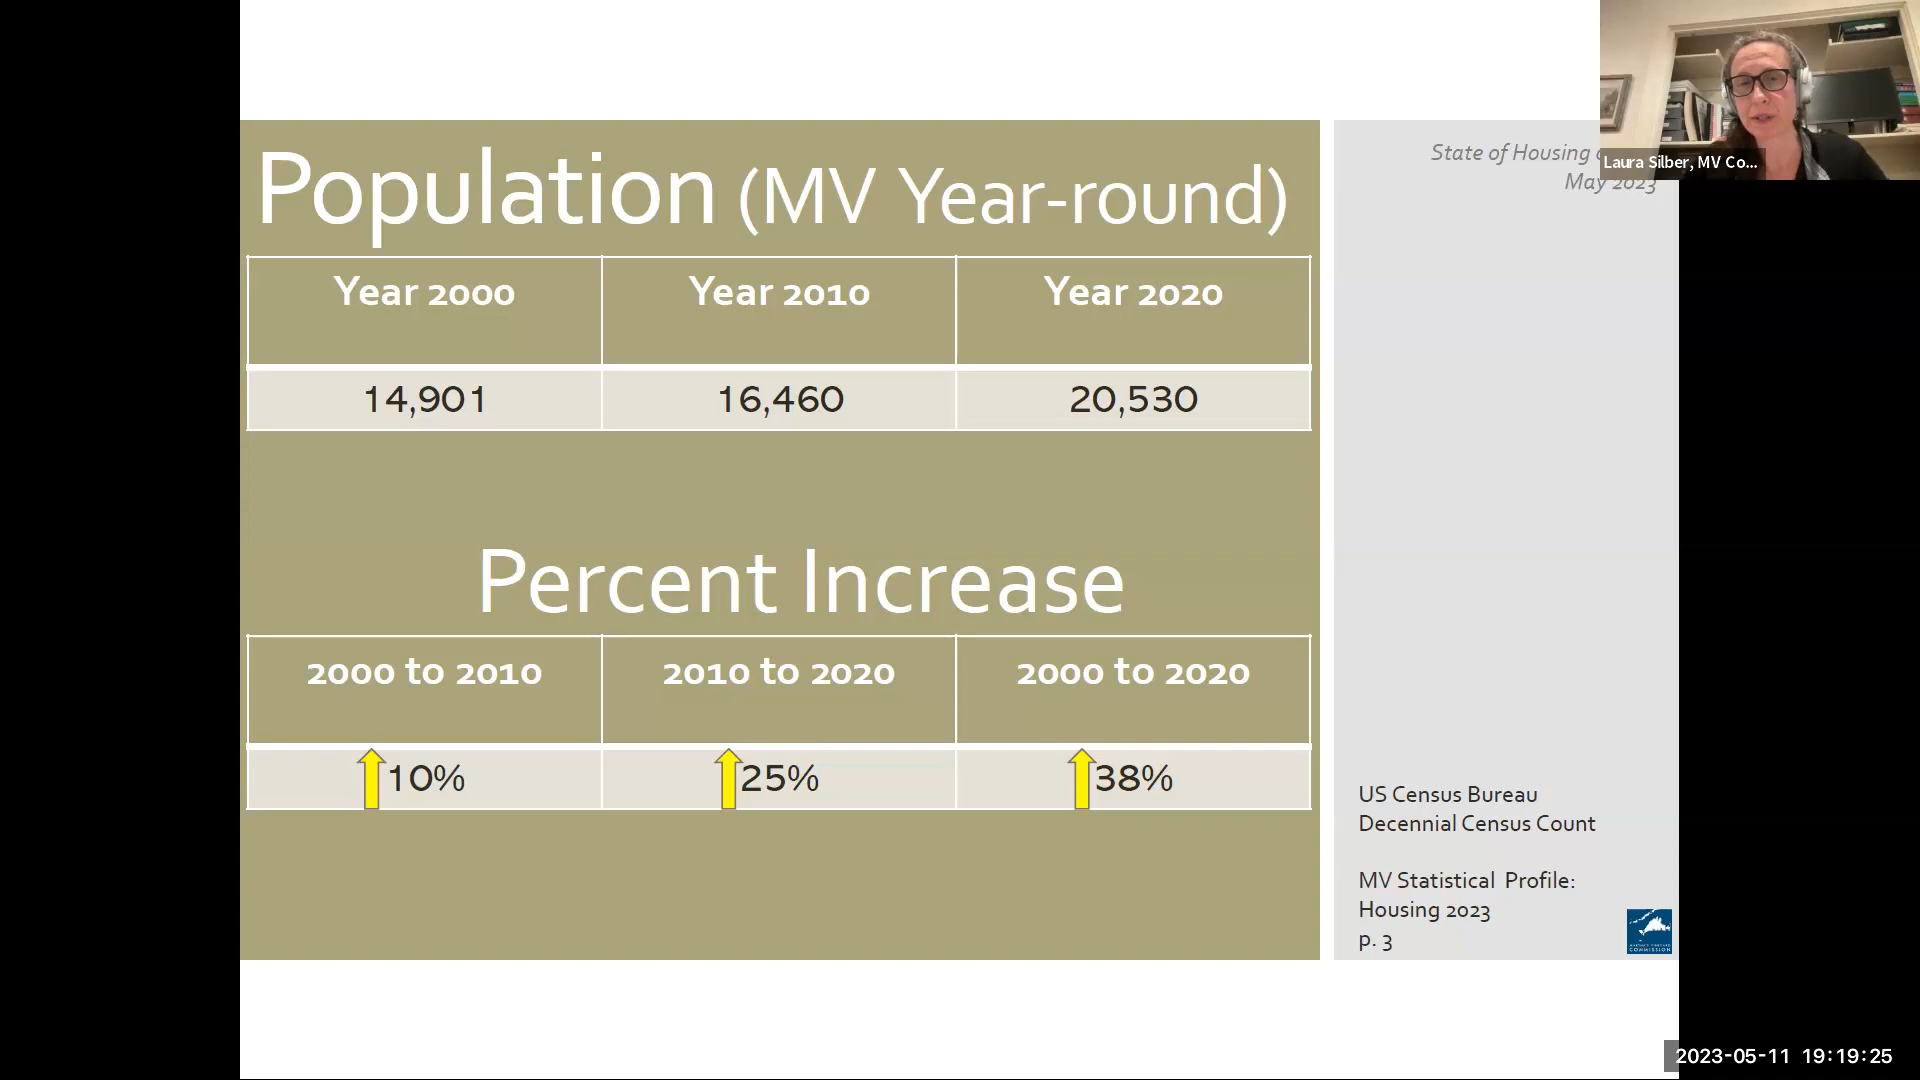 Population (MV Year-round)
Year 2000 Year 2010 Year 2020
14,901 16,460 20,530
Percent Increase
2000 to 2010 2010 to 2020 2000 to 2020
10% 25% 38%
State of Housing
May 2023
Laura Silber, MV Co...
US Census Bureau
Decennial Census Count
MV Statistical Profile:
Housing 2023
p. 3
MARTHA'S VINEYARD
COMMISSION
2023-05-11 19:19:25